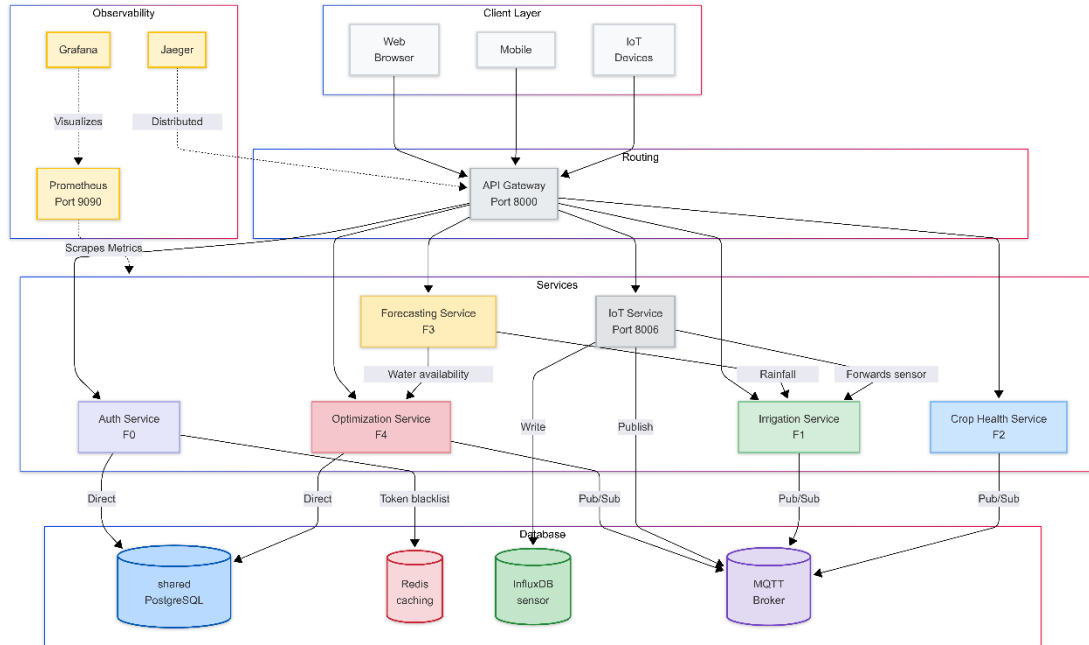 Observability
Client Layer
Grafana
Jaeger
Web
Browser
Mobile
IoT
Devices
Visualizes
Distributed
Routing
Prometheus
Port 9090
API Gateway
Port 8000
Scrapes Metrics
Services
Forecasting Service
F3
IoT Service
Port 8006
Water availability
Rainfall
Forwards sensor
Auth Service
F0
Optimization Service
F4
Write
Publish
Irrigation Service
F1
Crop Health Service
F2
Direct
Direct
Token blacklist
Pub/Sub
Pub/Sub
Pub/Sub
Database
shared
PostgreSQL
Redis
caching
InfluxDB
sensor
MQTT
Broker